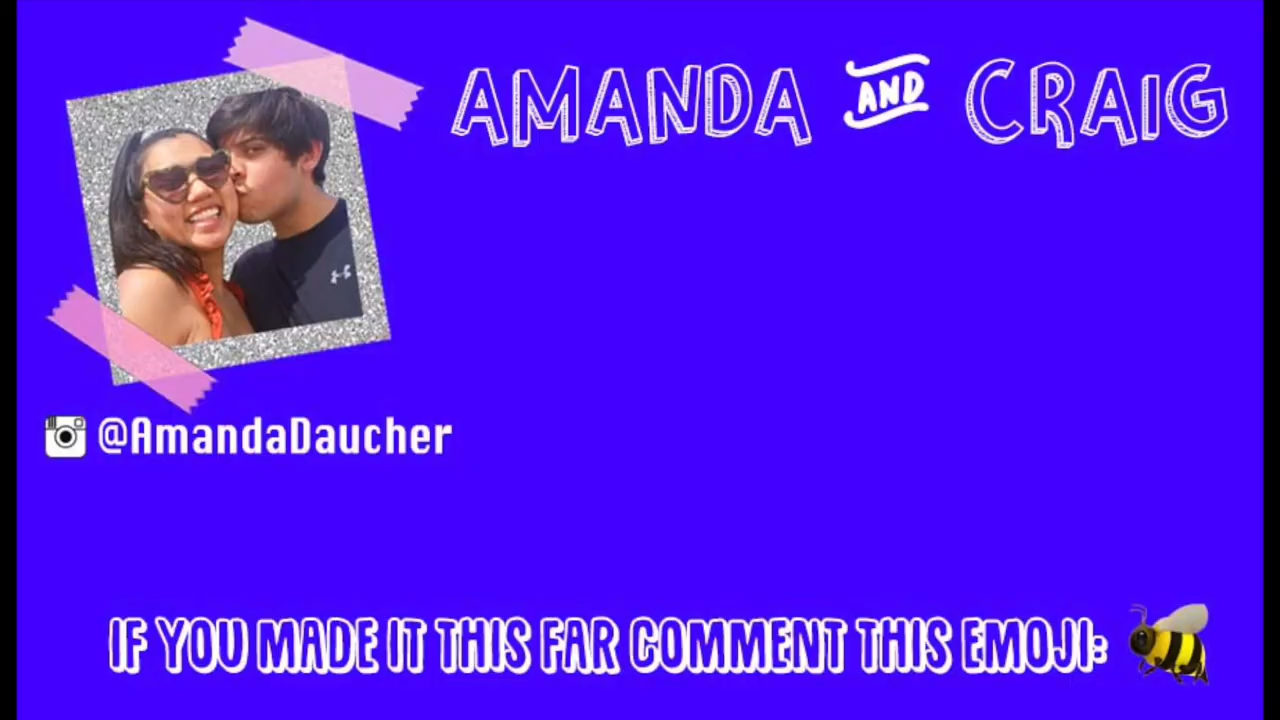 AMANDA AND CRAIG
@AmandaDaucher
IF YOU MADE IT THIS FAR COMMENT THIS EMOJI: